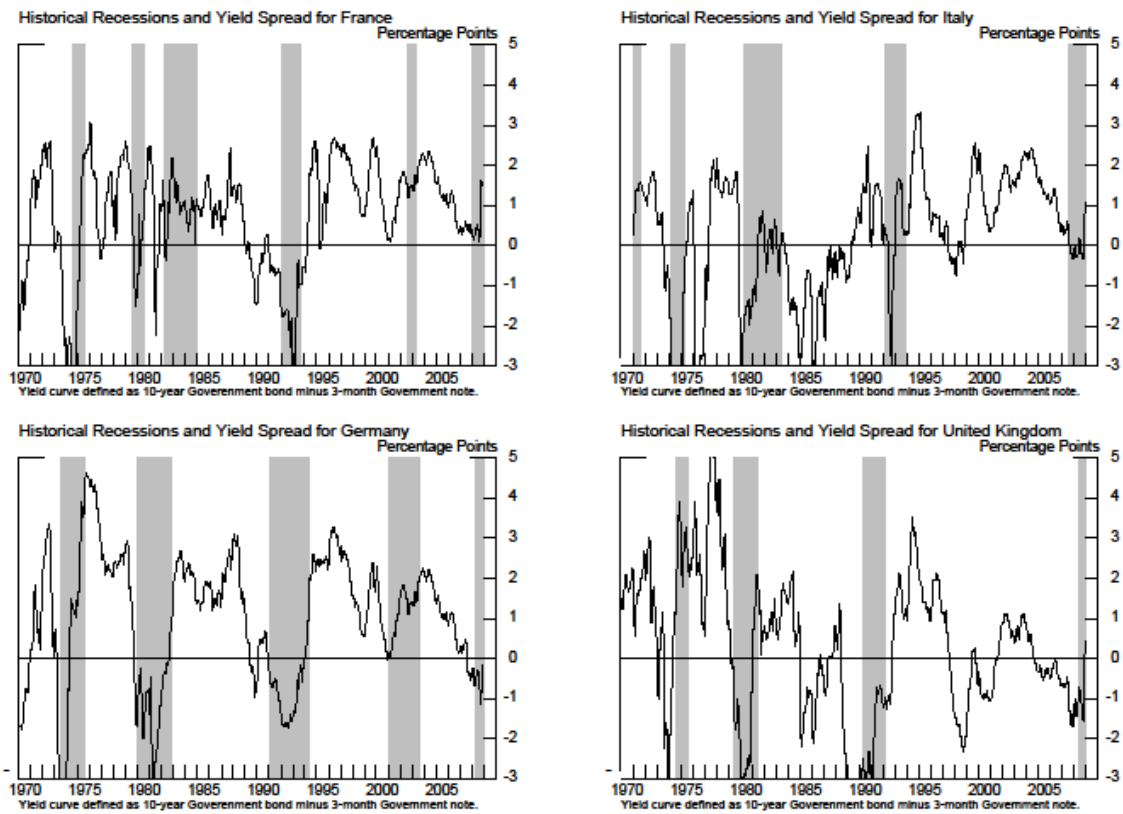 Historical Recessions and Yield Spread for France
Percentage Points
5
4
3
2
1
0
-1
-2
-3
1970 1975 1980 1985 1990 1995 2000 2005
Yield curve defined as 10-year Goverenment bond minus 3-month Government note.
Historical Recessions and Yield Spread for Italy
Percentage Points
5
4
3
2
1
0
-1
-2
-3
1970 1975 1980 1985 1990 1995 2000 2005
Yield curve defined as 10-year Goverenment bond minus 3-month Government note.
Historical Recessions and Yield Spread for Germany
Percentage Points
5
4
3
2
1
0
-1
-2
-3
-
1970 1975 1980 1985 1990 1995 2000 2005
Yield curve defined as 10-year Goverenment bond minus 3-month Government note.
Historical Recessions and Yield Spread for United Kingdom
Percentage Points
5
4
3
2
1
0
-1
-2
-3
-
1970 1975 1980 1985 1990 1995 2000 2005
Yield curve defined as 10-year Goverenment bond minus 3-month Government note.